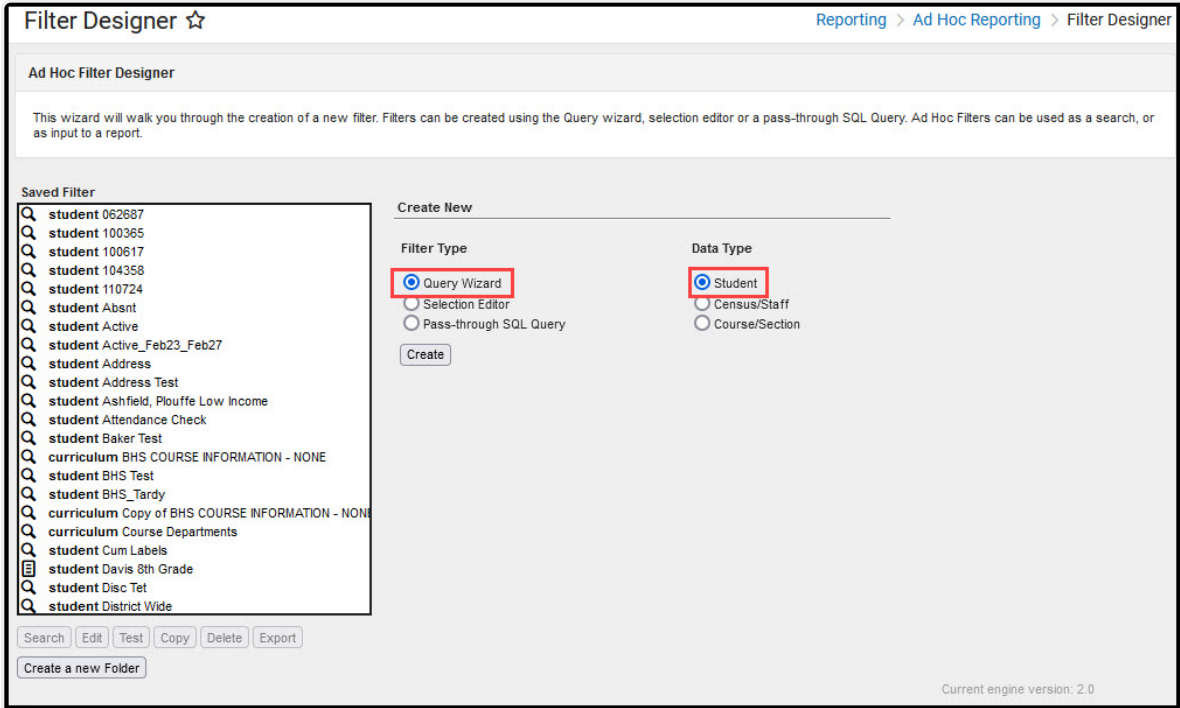 Filter Designer ☆
Reporting > Ad Hoc Reporting > Filter Designer
Ad Hoc Filter Designer
This wizard will walk you through the creation of a new filter. Filters can be created using the Query wizard, selection editor or a pass-through SQL Query. Ad Hoc Filters can be used as a search, or
as input to a report.
Saved Filter
student 062687
student 100365
student 100617
student 104358
student 110724
student Absnt
student Active
student Active_Feb23_Feb27
student Address
student Address Test
student Ashfield, Plouffe Low Income
student Attendance Check
student Baker Test
curriculum BHS COURSE INFORMATION - NONE
student BHS Test
student BHS_Tardy
curriculum Copy of BHS COURSE INFORMATION - NONE
curriculum Course Departments
student Cum Labels
student Davis 8th Grade
student Disc Tet
student District Wide
Search Edit Test Copy Delete Export
Create a new Folder
Create New
Filter Type
Query Wizard
Selection Editor
Pass-through SQL Query
Create
Data Type
Student
Census/Staff
Course/Section
Current engine version: 2.0